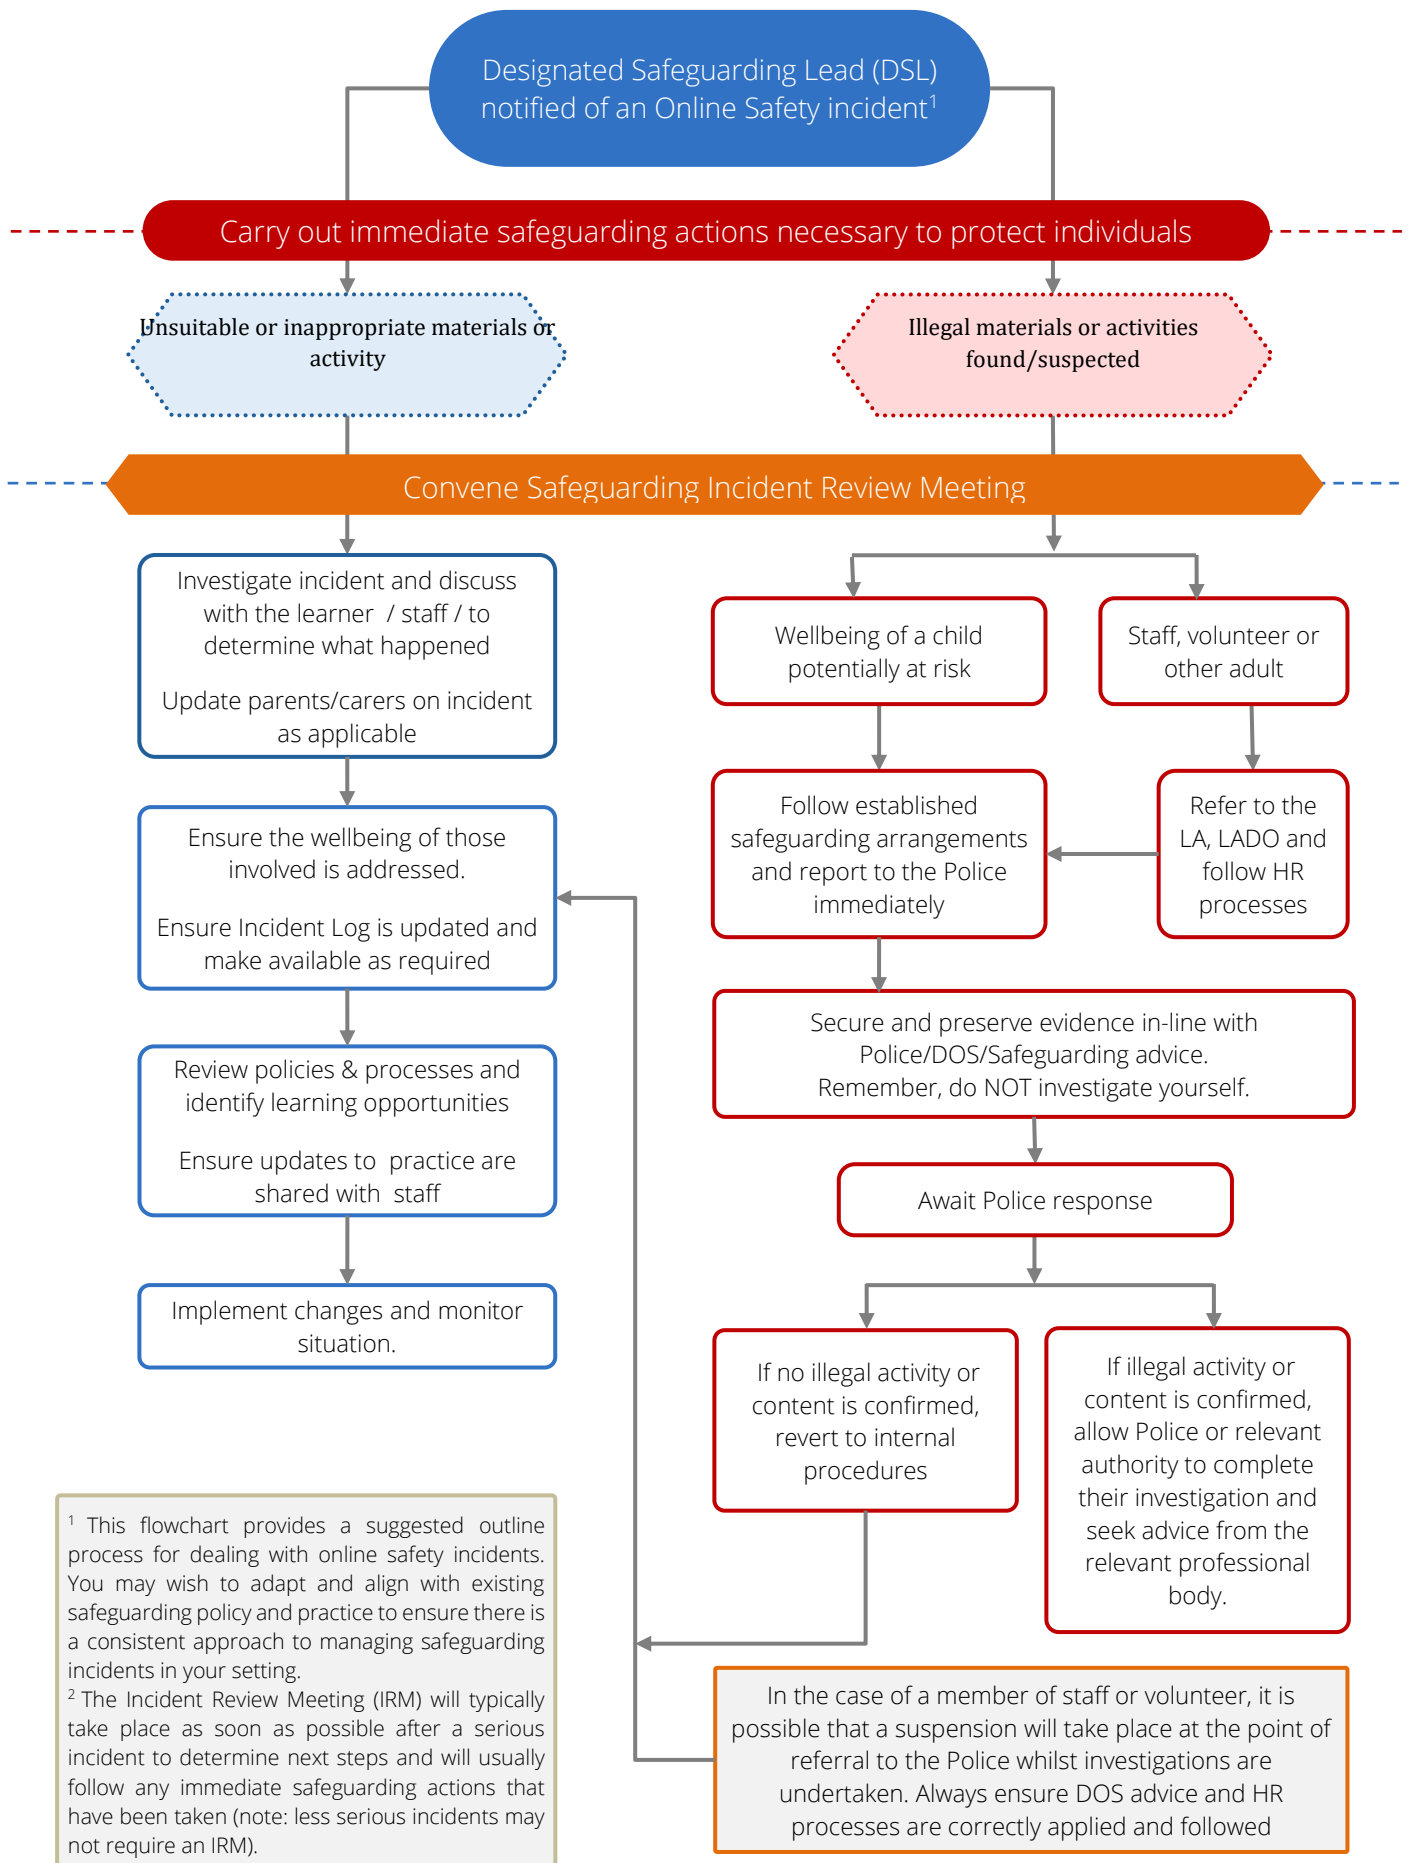 Designated Safeguarding Lead (DSL)
notified of an Online Safety incident¹
Carry out immediate safeguarding actions necessary to protect individuals
Unsuitable or inappropriate materials or
activity
Illegal materials or activities
found/suspected
Convene Safeguarding Incident Review Meeting
Investigate incident and discuss
with the learner / staff / to
determine what happened
Update parents/carers on incident
as applicable
Wellbeing of a child
potentially at risk
Staff, volunteer or
other adult
Ensure the wellbeing of those
involved is addressed.
Ensure Incident Log is updated and
make available as required
Follow established
safeguarding arrangements
and report to the Police
immediately
Refer to the
LA, LADO and
follow HR
processes
Secure and preserve evidence in-line with
Police/DOS/Safeguarding advice.
Remember, do NOT investigate yourself.
Review policies & processes and
identify learning opportunities
Ensure updates to practice are
shared with staff
Await Police response
Implement changes and monitor
situation.
If no illegal activity or
content is confirmed,
revert to internal
procedures
If illegal activity or
content is confirmed,
allow Police or relevant
authority to complete
their investigation and
seek advice from the
relevant professional
body.
¹ This flowchart provides a suggested outline
process for dealing with online safety incidents.
You may wish to adapt and align with existing
safeguarding policy and practice to ensure there is
a consistent approach to managing safeguarding
incidents in your setting.
² The Incident Review Meeting (IRM) will typically
take place as soon as possible after a serious
incident to determine next steps and will usually
follow any immediate safeguarding actions that
have been taken (note: less serious incidents may
not require an IRM).
In the case of a member of staff or volunteer, it is
possible that a suspension will take place at the point of
referral to the Police whilst investigations are
undertaken. Always ensure DOS advice and HR
processes are correctly applied and followed